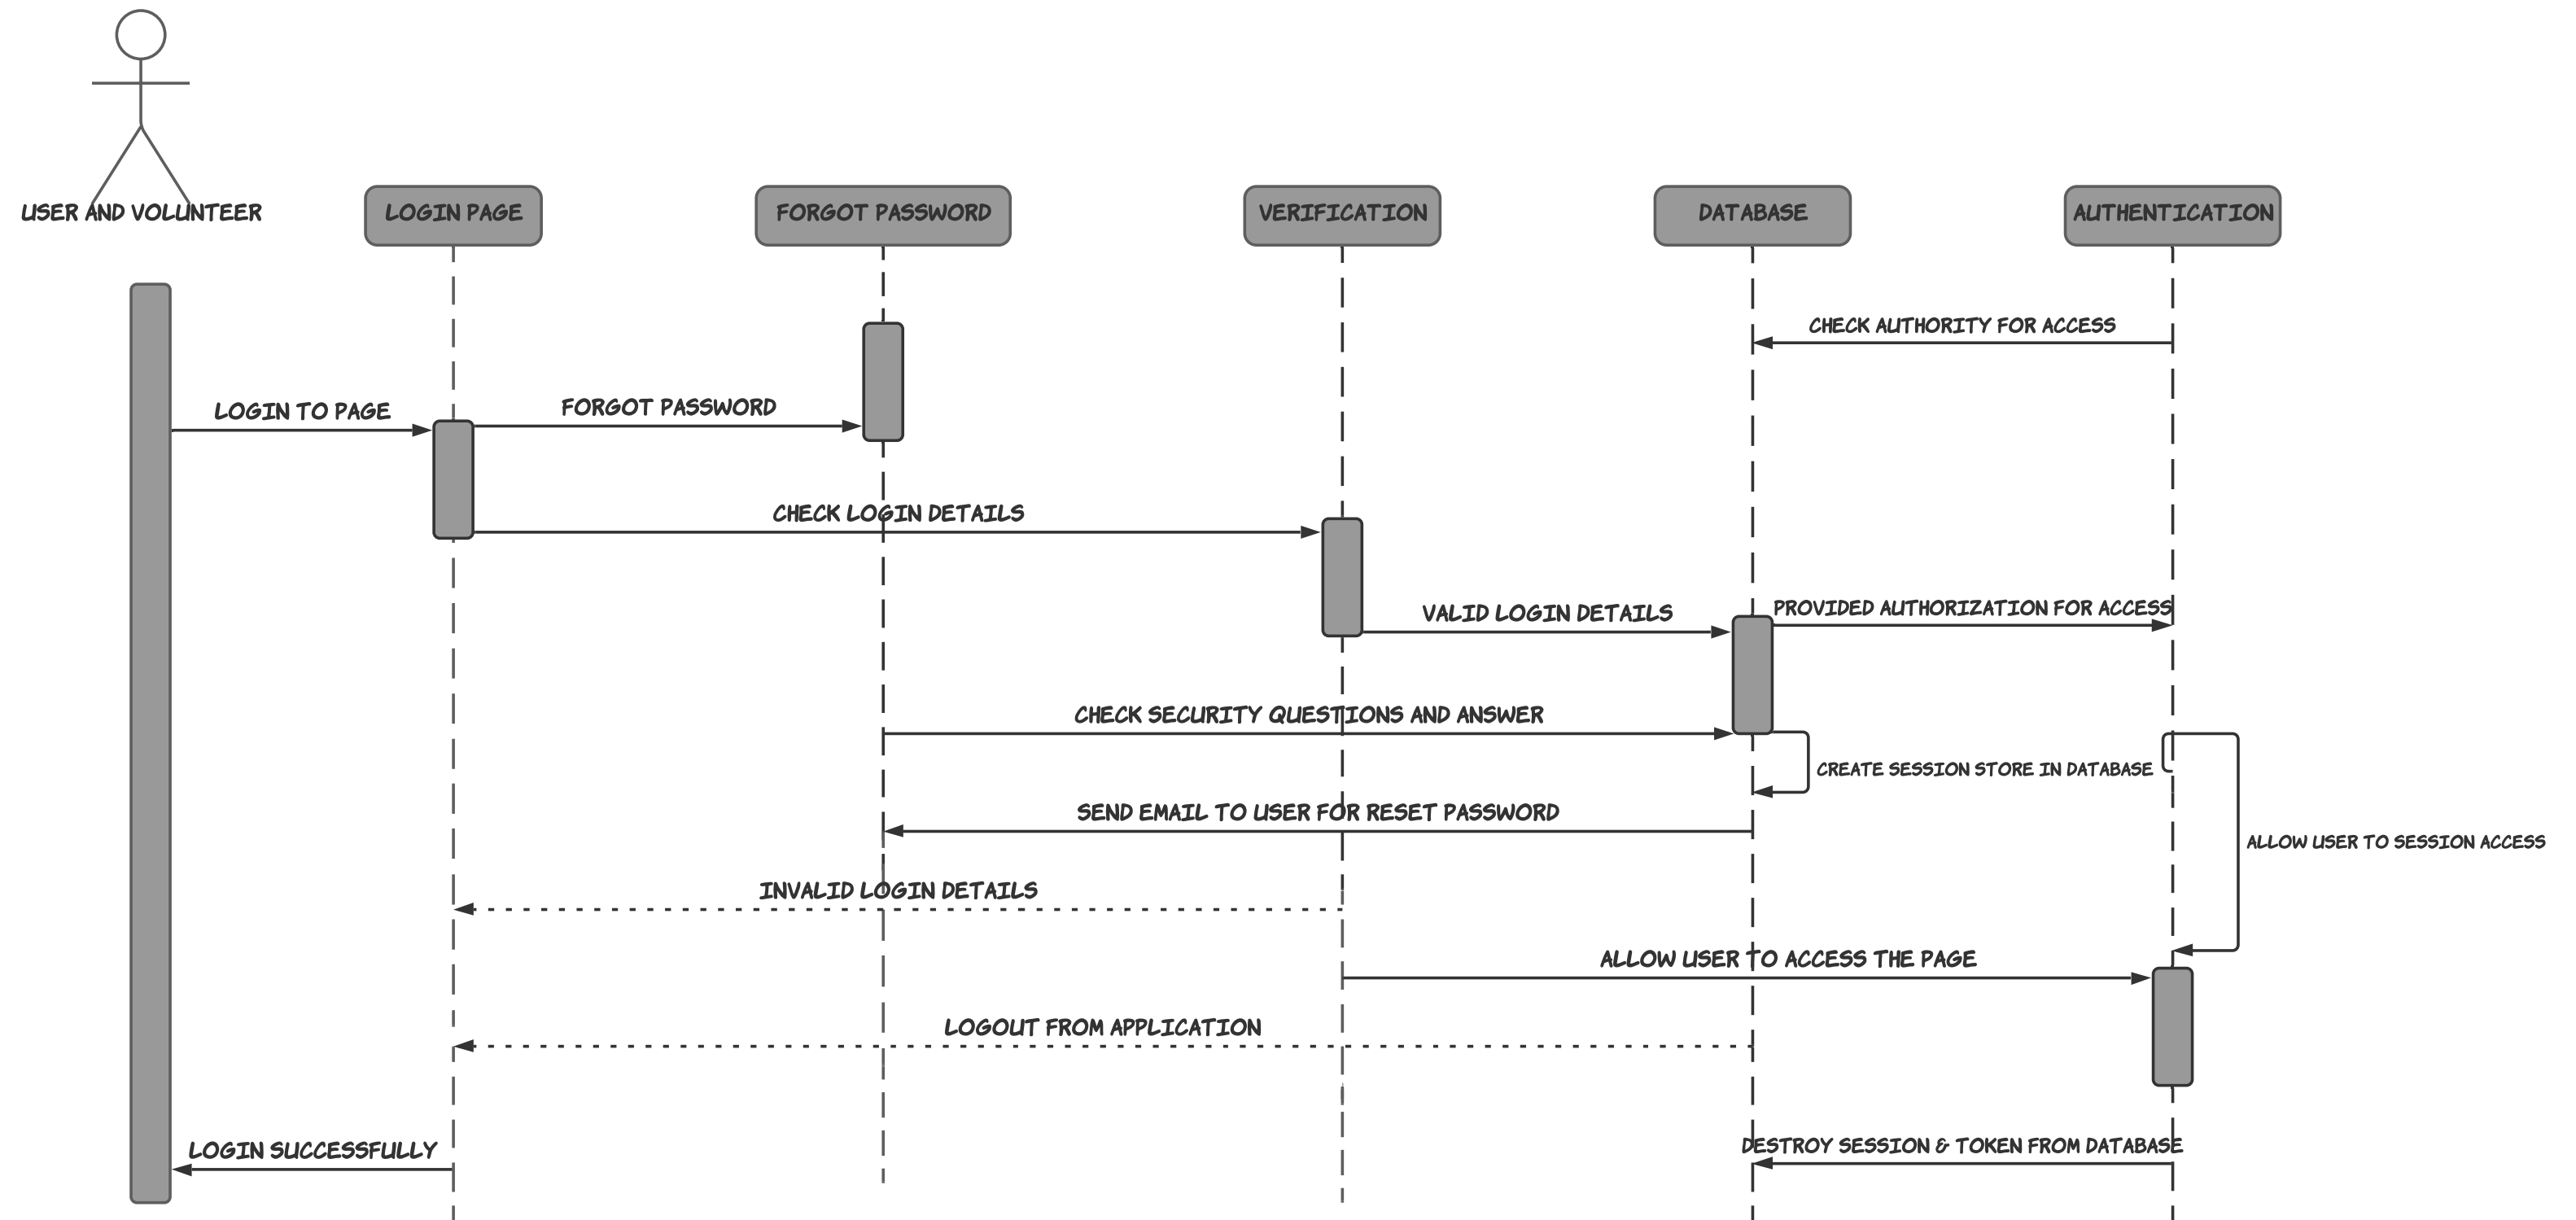 USER AND VOLUNTEER
LOGIN PAGE
FORGOT PASSWORD
VERIFICATION
DATABASE
AUTHENTICATION
CHECK AUTHORITY FOR ACCESS
LOGIN TO PAGE
FORGOT PASSWORD
CHECK LOGIN DETAILS
VALID LOGIN DETAILS
PROVIDED AUTHORIZATION FOR ACCESS
CHECK SECURITY QUESTIONS AND ANSWER
CREATE SESSION STORE IN DATABASE
SEND EMAIL TO USER FOR RESET PASSWORD
ALLOW USER TO SESSION ACCESS
INVALID LOGIN DETAILS
ALLOW USER TO ACCESS THE PAGE
LOGOUT FROM APPLICATION
LOGIN SUCCESSFULLY
DESTROY SESSION & TOKEN FROM DATABASE